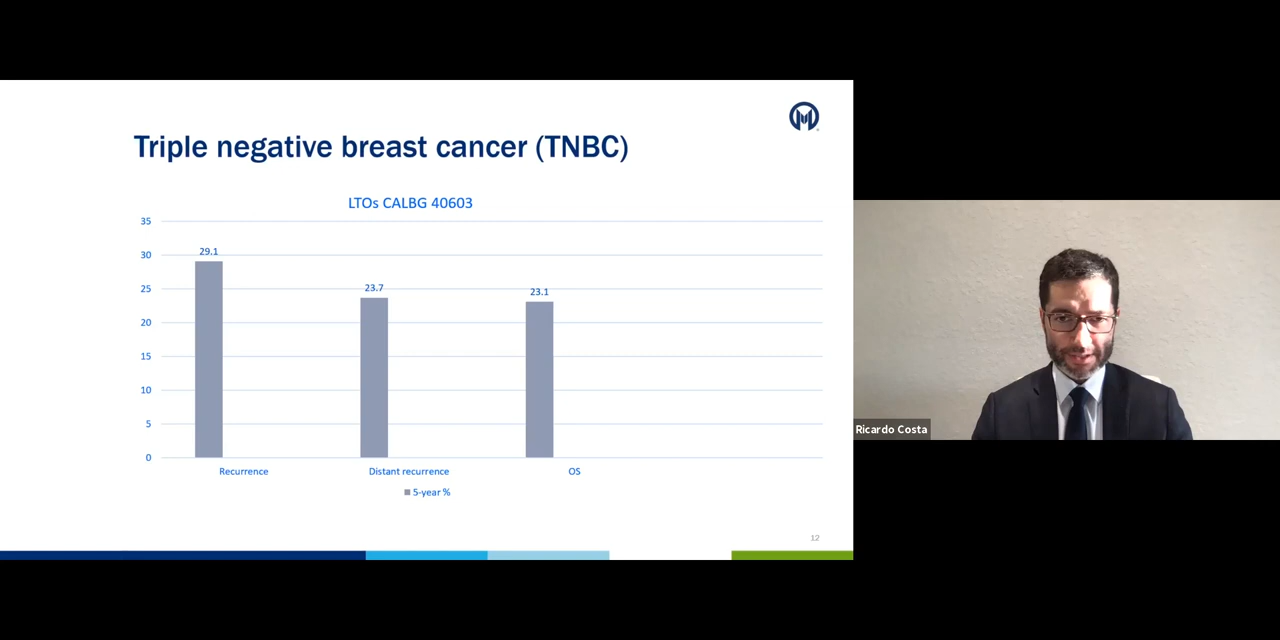 Triple negative breast cancer (TNBC)
LTOs CALBG 40603
35
30
25
20
15
10
5
0
29.1
23.7
23.1
Recurrence
Distant recurrence
OS
5-year %
12
Ricardo Costa